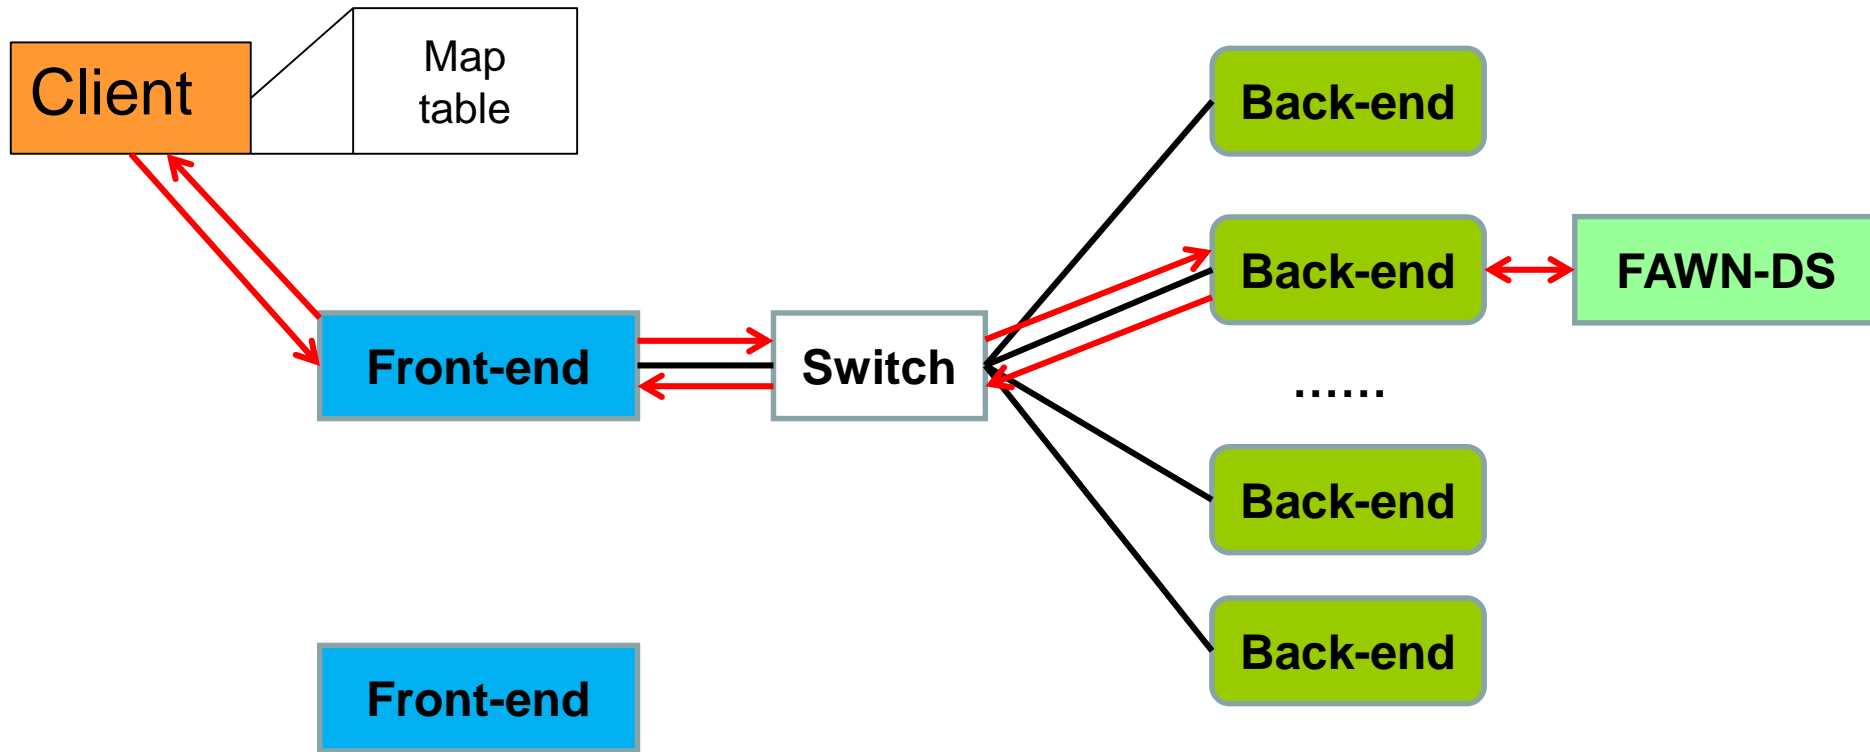 Client
Map
table
Back-end
Back-end
FAWN-DS
Front-end
Switch
......
Back-end
Back-end
Front-end